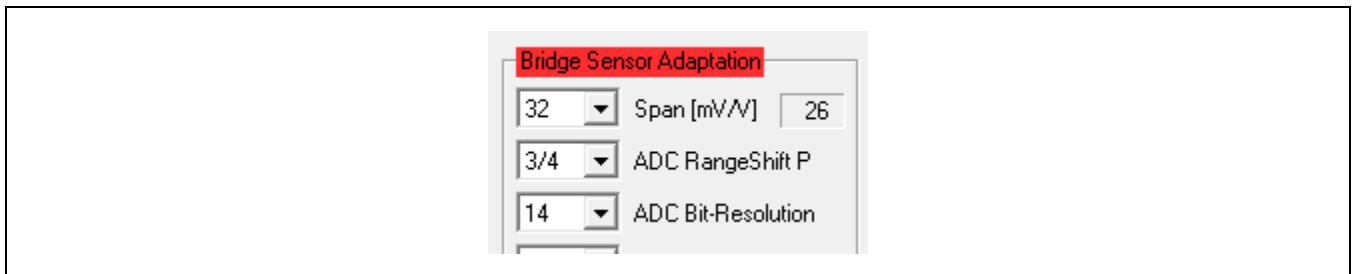 Bridge Sensor Adaptation
32 Span [mV/V] 26
3/4 ADC RangeShift P
14 ADC Bit-Resolution